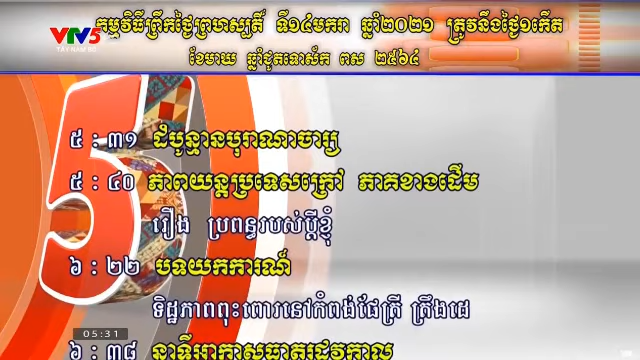 VTV5
TÂY NAM BỘ
កម្មវិធីព្រឹកថ្ងៃព្រហស្បតិ៍ ទី១៤មករា ឆ្នាំ២០២១ ត្រូវនឹងថ្ងៃ១កើត
ខែមាឃ ឆ្នាំជូតទោស័ក ពស ២៥៦៤
៥ : ៣១ ដំបូន្មានបុរាណាចារ្យ
៥ : ៤០ ភាពយន្តប្រទេសក្រៅ ភាគខាងដើម
រឿង ប្រពន្ធរបស់ប្ដីខ្ញុំ
៦ : ២២ បទយកការណ៍
ទិដ្ឋភាពពុះពោរនៅកំពង់ផែត្រី ត្រឹងដេ
៦ : ៣៨ នាទីអាកាសធាតុរដូវកាល
05:31